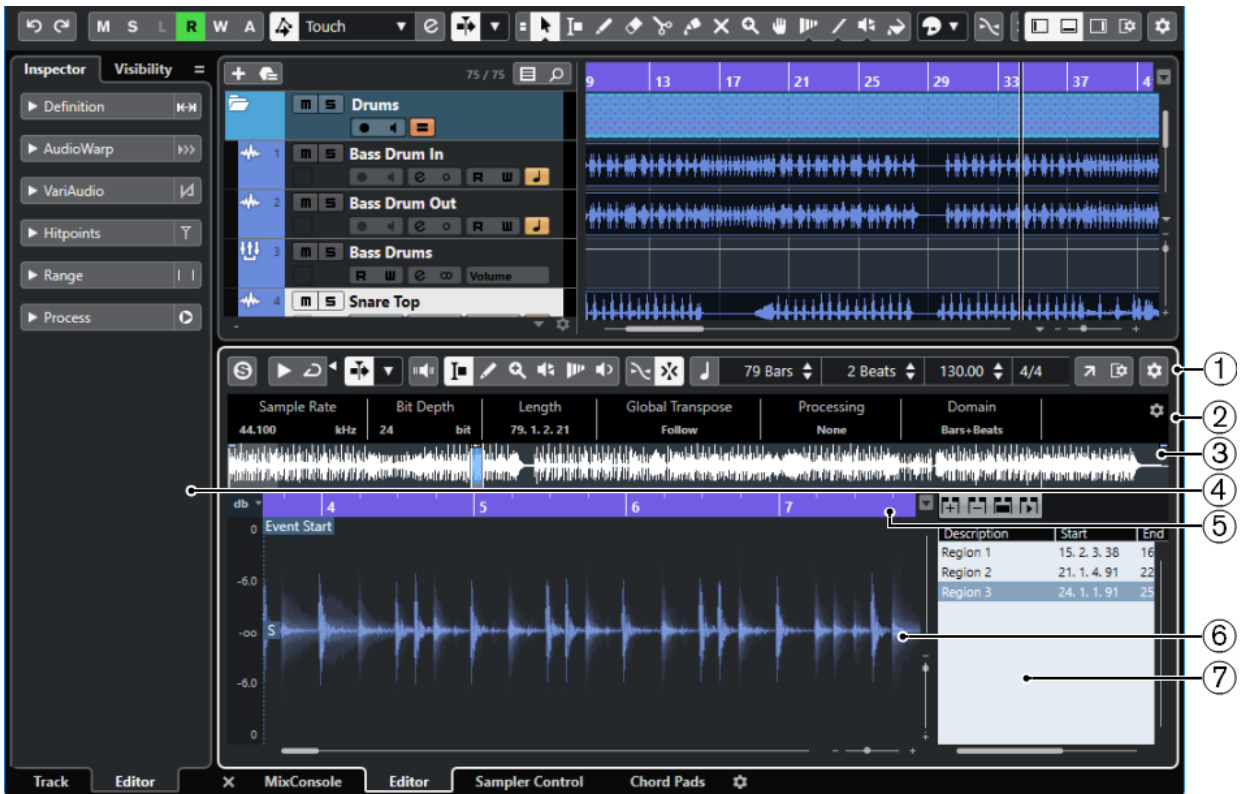 M S L R W A Touch
Inspector Visibility
75 / 75
9 13 17 21 25 29 33 37 4
Definition
AudioWarp
VariAudio
Hitpoints
Range
Process
m S Drums
1 m S Bass Drum In
e R W
2 m S Bass Drum Out
e R W
3 m S Bass Drums
R W e Volume
4 m S Snare Top
S 79 Bars 2 Beats 130.00 4/4
1
Sample Rate Bit Depth Length Global Transpose Processing Domain
44.100 kHz 24 bit 79. 1. 2. 21 Follow None Bars+Beats
2
3
4
db 4 5 6 7
5
0 Event Start
-6.0
-∞ S
-6.0
0
Description Start End
Region 1 15. 2. 3. 38 16
Region 2 21. 1. 4. 91 22
Region 3 24. 1. 1. 91 25
6
7
Track Editor MixConsole Editor Sampler Control Chord Pads